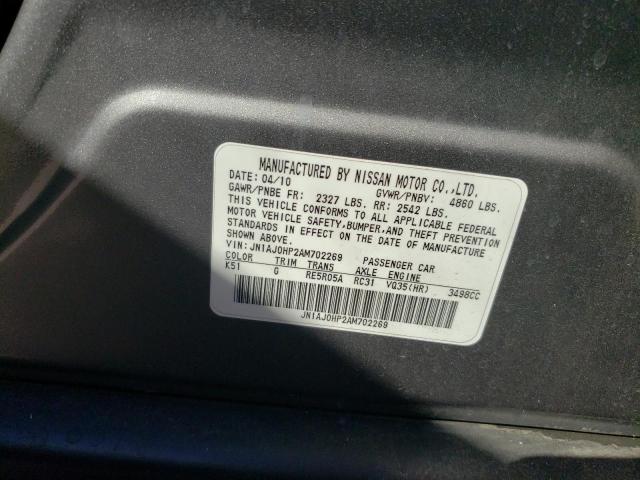 MANUFACTURED BY NISSAN MOTOR CO.,LTD.
DATE: 04/10 GVWR/PNBV: 4860 LBS.
GAWR/PNBE FR: 2327 LBS. RR: 2542 LBS.
THIS VEHICLE CONFORMS TO ALL APPLICABLE FEDERAL
MOTOR VEHICLE SAFETY,BUMPER,AND THEFT PREVENTION
STANDARDS IN EFFECT ON THE DATE OF MANUFACTURE
SHOWN ABOVE.
VIN: JN1AJ0HP2AM702269 PASSENGER CAR
COLOR TRIM TRANS AXLE ENGINE
K51 G RE5R05A RC31 VQ35(HR) 3498CC
JN1AJ0HP2AM702269